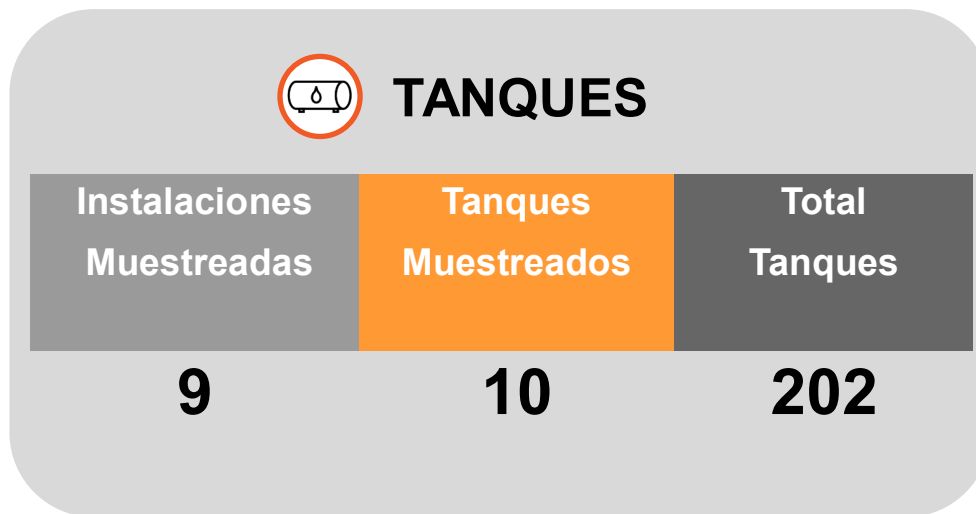 TANQUES
Instalaciones
Muestreadas
Tanques
Muestreados
Total
Tanques
9
10
202